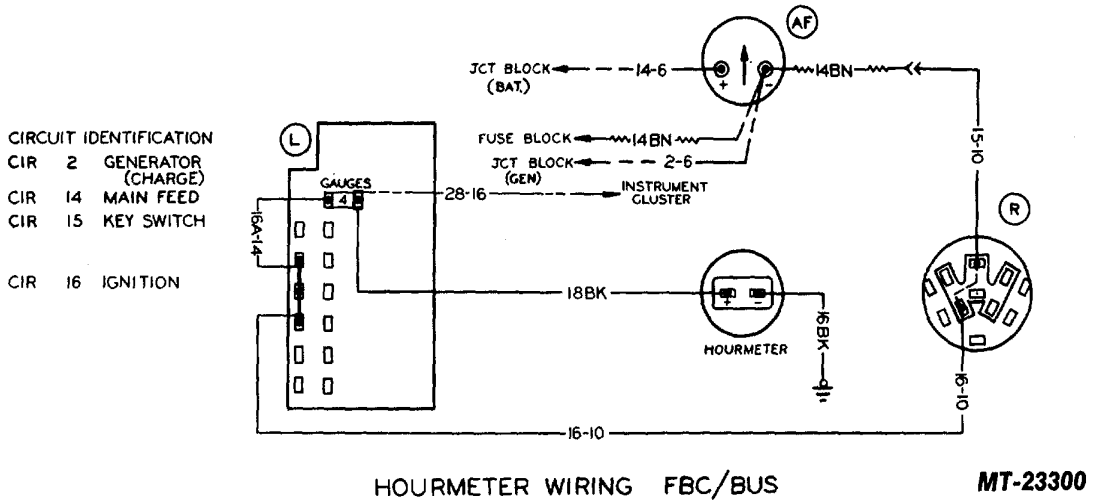 AF
JCT BLOCK
(BAT.)
14-6
14BN
+
-
FUSE BLOCK
14BN
JCT BLOCK
(GEN)
2-6
15-10
CIRCUIT IDENTIFICATION
CIR 2 GENERATOR
(CHARGE)
CIR 14 MAIN FEED
CIR 15 KEY SWITCH
CIR 16 IGNITION
L
GAUGES
4
28-16
INSTRUMENT
CLUSTER
16A-14
R
18BK
+
-
HOURMETER
16BK
16-10
16-10
HOURMETER WIRING FBC/BUS
MT-23300